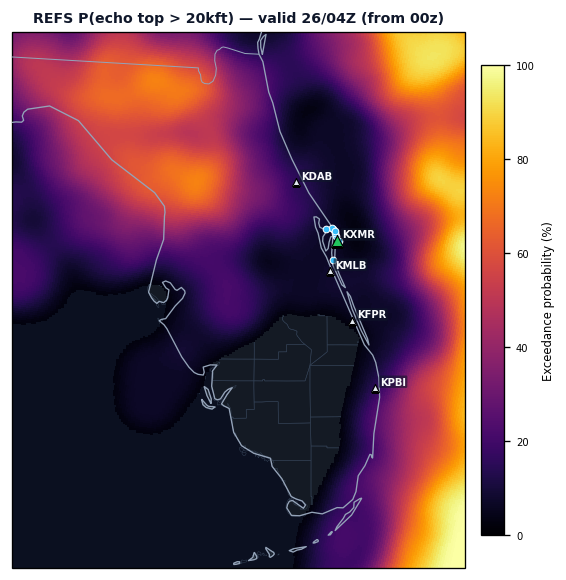 REFS P(echo top > 20kft) — valid 26/04Z (from 00z)
KDAB
KXMR
KMLB
KFPR
KPBI
100
80
60
40
20
0
Exceedance probability (%)